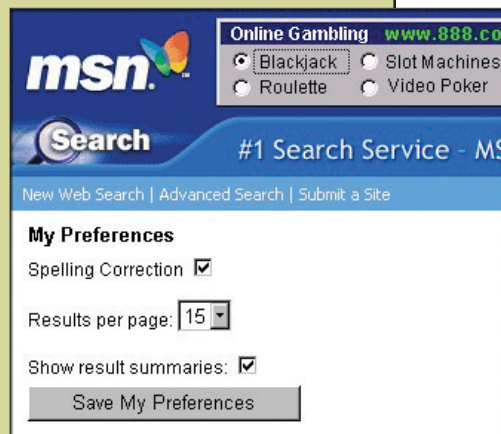 msn.
Online Gambling www.888.co
Blackjack Slot Machines
Roulette Video Poker
Search
#1 Search Service - MS
New Web Search | Advanced Search | Submit a Site
My Preferences
Spelling Correction
Results per page: 15
Show result summaries:
Save My Preferences